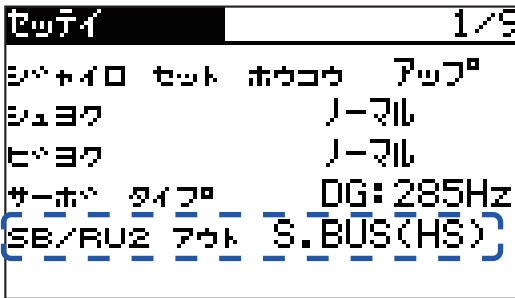 セッテイ 1/9
ジャイロ セット ホウコウ アップ
シュヨク ノーマル
ビヨク ノーマル
サーボ タイプ DG:285Hz
SB/RU2 アウト S.BUS(HS)